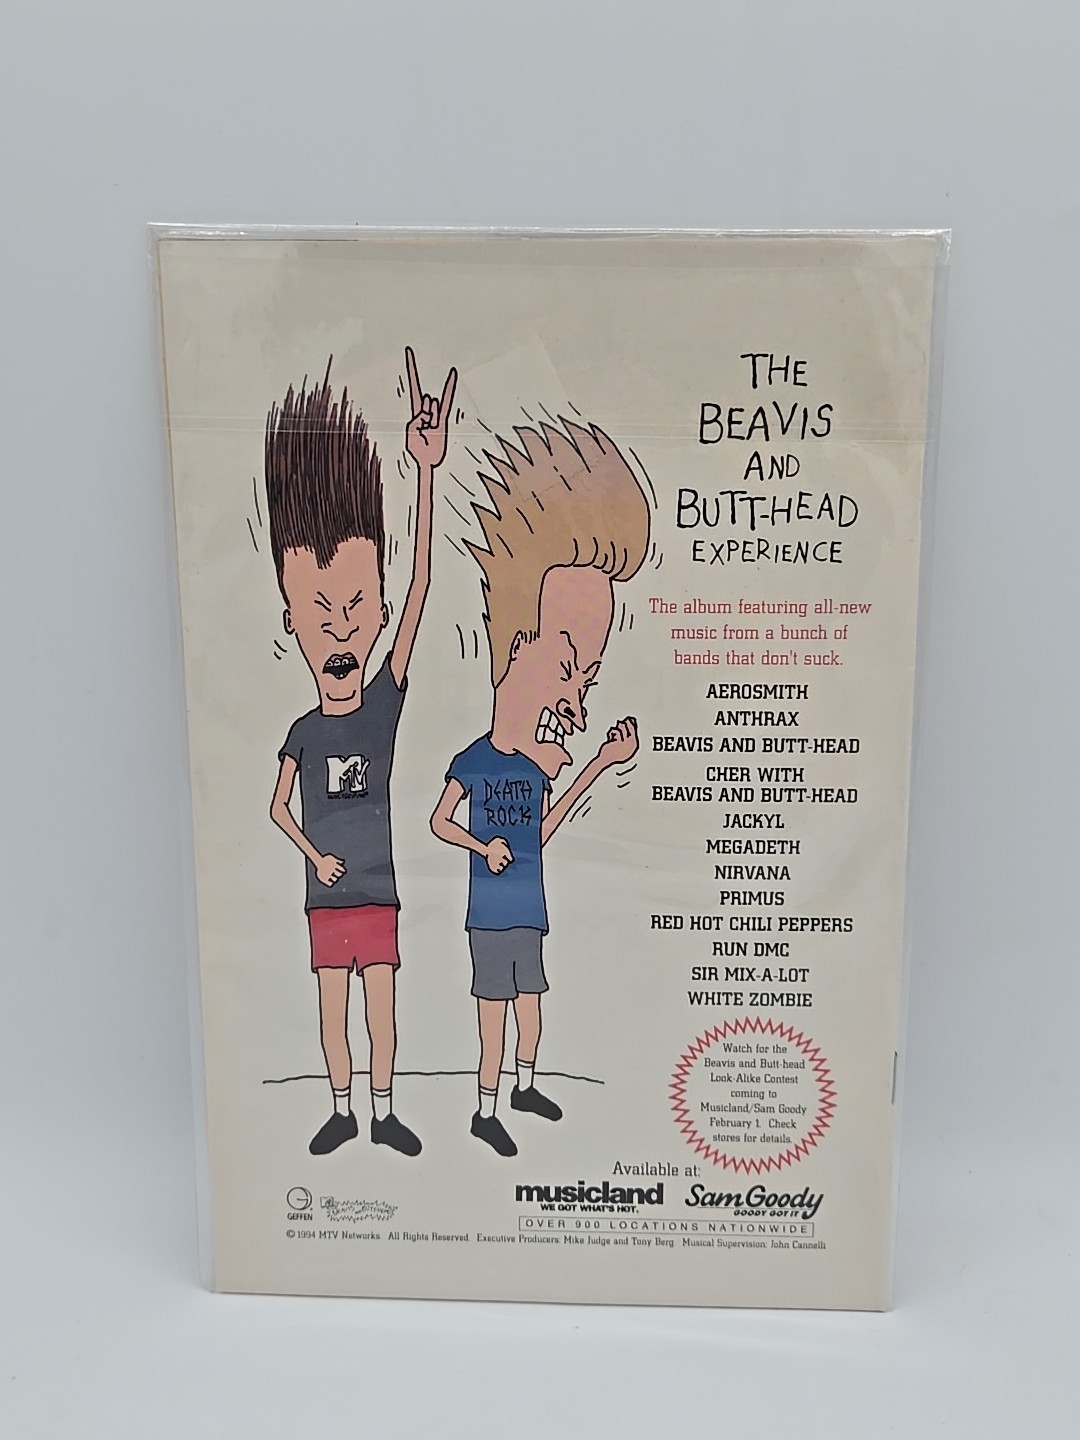 THE
BEAVIS
AND
BUTT-HEAD
EXPERIENCE
The album featuring all-new
music from a bunch of
bands that don't suck.
AEROSMITH
ANTHRAX
BEAVIS AND BUTT-HEAD
CHER WITH
BEAVIS AND BUTT-HEAD
JACKYL
MEGADETH
NIRVANA
PRIMUS
RED HOT CHILI PEPPERS
RUN DMC
SIR MIX-A-LOT
WHITE ZOMBIE
MTV
DEATH
ROCK
Watch for the
Beavis and Butt-head
Look-Alike Contest
coming to
Musicland/Sam Goody
February 1. Check
stores for details.
Available at:
musicland
WE GOT WHAT'S HOT.
Sam Goody
GOODY GOT IT
OVER 900 LOCATIONS NATIONWIDE
G
GEFFEN
©1994 MTV Networks. All Rights Reserved. Executive Producers: Mike Judge and Tony Berg. Musical Supervision: John Cannelli